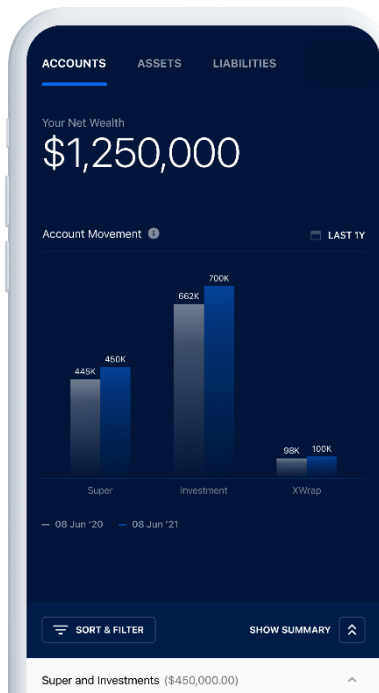 ACCOUNTS ASSETS LIABILITIES
Your Net Wealth
$1,250,000
Account Movement i LAST 1Y
700K
662K
450K
445K
98K 100K
Super Investment XWrap
08 Jun '20 08 Jun '21
SORT & FILTER SHOW SUMMARY
Super and Investments ($450,000.00)